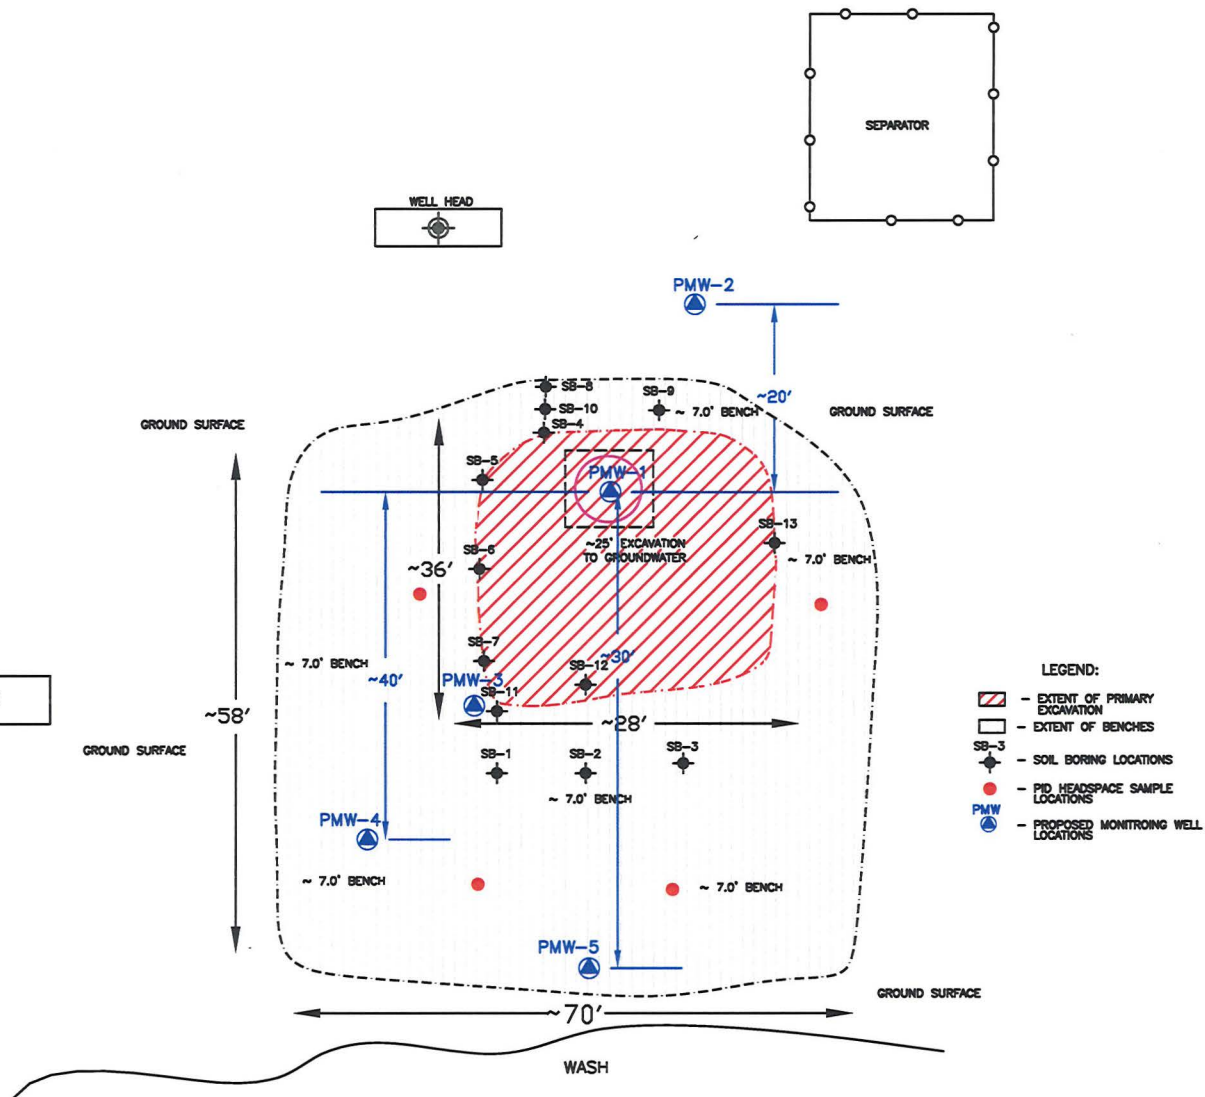 SEPARATOR
WELL HEAD
PMW-2
~20'
SB-8
SB-9
SB-10
~ 7.0' BENCH
GROUND SURFACE
SB-4
GROUND SURFACE
SB-5
PMW-1
SB-13
~25' EXCAVATION
TO GROUNDWATER
SB-6
~ 7.0' BENCH
~36'
SB-7
~30'
~ 7.0' BENCH
SB-12
~40'
PMW-3
SB-11
~58'
~28'
GROUND SURFACE
SB-1
SB-2
SB-3
~ 7.0' BENCH
PMW-4
~ 7.0' BENCH
~ 7.0' BENCH
PMW-5
GROUND SURFACE
~70'
WASH
LEGEND:
- EXTENT OF PRIMARY
EXCAVATION
- EXTENT OF BENCHES
SB-3
- SOIL BORING LOCATIONS
- PID HEADSPACE SAMPLE
LOCATIONS
PMW
- PROPOSED MONITROING WELL
LOCATIONS